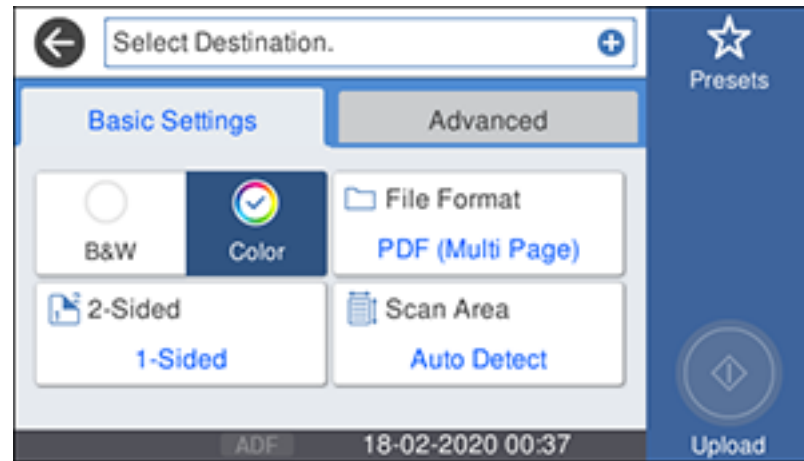 Select Destination.
Presets
Basic Settings
Advanced
B&W
Color
File Format
PDF (Multi Page)
2-Sided
1-Sided
Scan Area
Auto Detect
ADF
18-02-2020 00:37
Upload